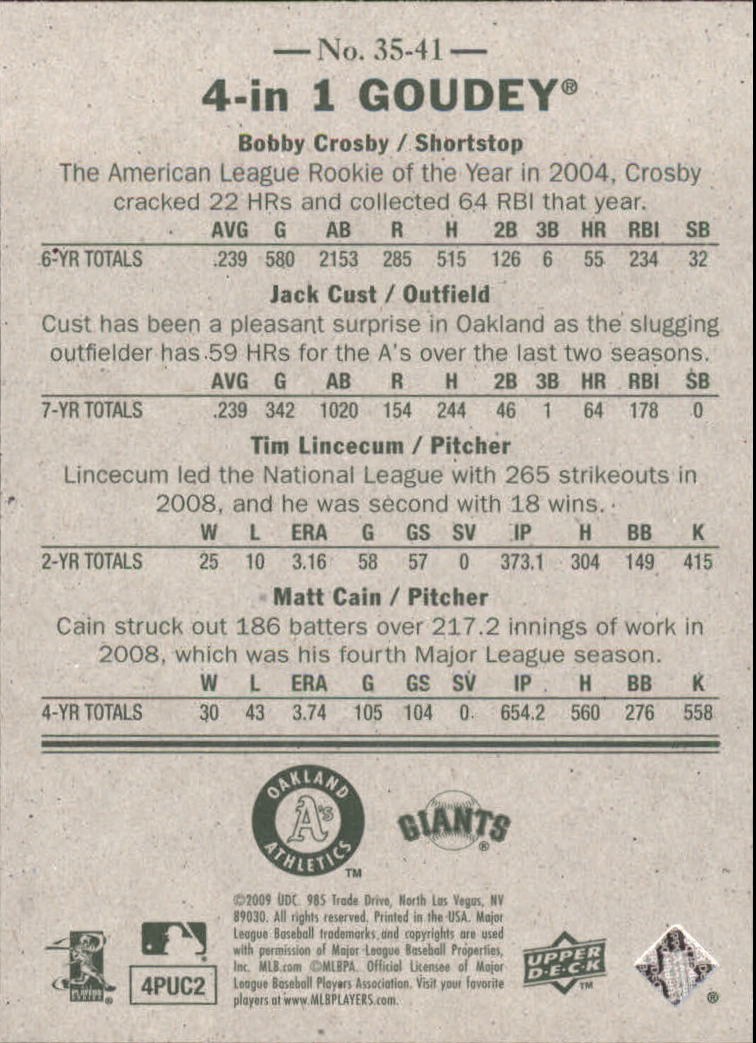 — No. 35-41 —
4-in 1 GOUDEY®
Bobby Crosby / Shortstop
The American League Rookie of the Year in 2004, Crosby
cracked 22 HRs and collected 64 RBI that year.
AVG G AB R H 2B 3B HR RBI SB
6-YR TOTALS .239 580 2153 285 515 126 6 55 234 32
Jack Cust / Outfield
Cust has been a pleasant surprise in Oakland as the slugging
outfielder has 59 HRs for the A's over the last two seasons.
AVG G AB R H 2B 3B HR RBI SB
7-YR TOTALS .239 342 1020 154 244 46 1 64 178 0
Tim Lincecum / Pitcher
Lincecum led the National League with 265 strikeouts in
2008, and he was second with 18 wins.
W L ERA G GS SV IP H BB K
2-YR TOTALS 25 10 3.16 58 57 0 373.1 304 149 415
Matt Cain / Pitcher
Cain struck out 186 batters over 217.2 innings of work in
2008, which was his fourth Major League season.
W L ERA G GS SV IP H BB K
4-YR TOTALS 30 43 3.74 105 104 0 654.2 560 276 558
OAKLAND
A's
ATHLETICS
TM
GIANTS
®
©2009 UDC. 985 Trade Drive, North Las Vegas, NV
89030. All rights reserved. Printed in the USA. Major
League Baseball trademarks and copyrights are used
with permission of Major League Baseball Properties,
Inc. MLB.com ©MLBPA. Official Licensee of Major
League Baseball Players Association. Visit your favorite
players at www.MLBPLAYERS.com.
PLAYERS
®
4PUC2
UPPER
D·E·C·K
TM
®